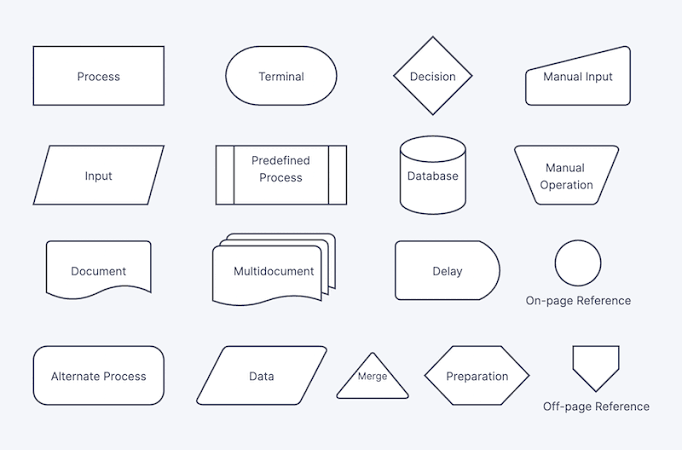 Process
Terminal
Decision
Manual Input
Input
Predefined
Process
Database
Manual
Operation
Document
Multidocument
Delay
On-page Reference
Alternate Process
Data
Merge
Preparation
Off-page Reference